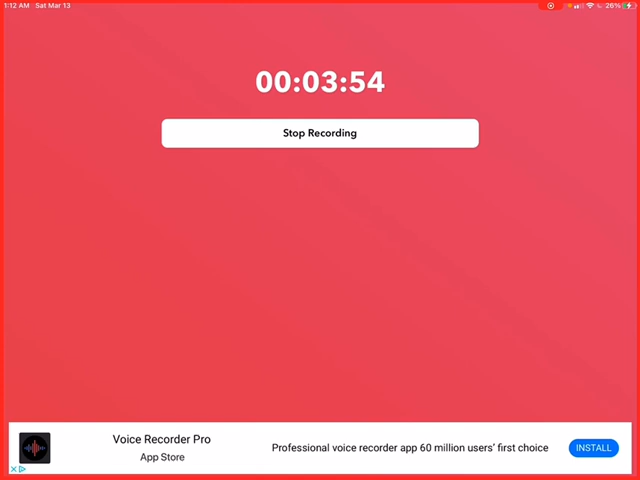 1:12 AM Sat Mar 13
26%
00:03:54
Stop Recording
Voice Recorder Pro
App Store
Professional voice recorder app 60 million users' first choice
INSTALL